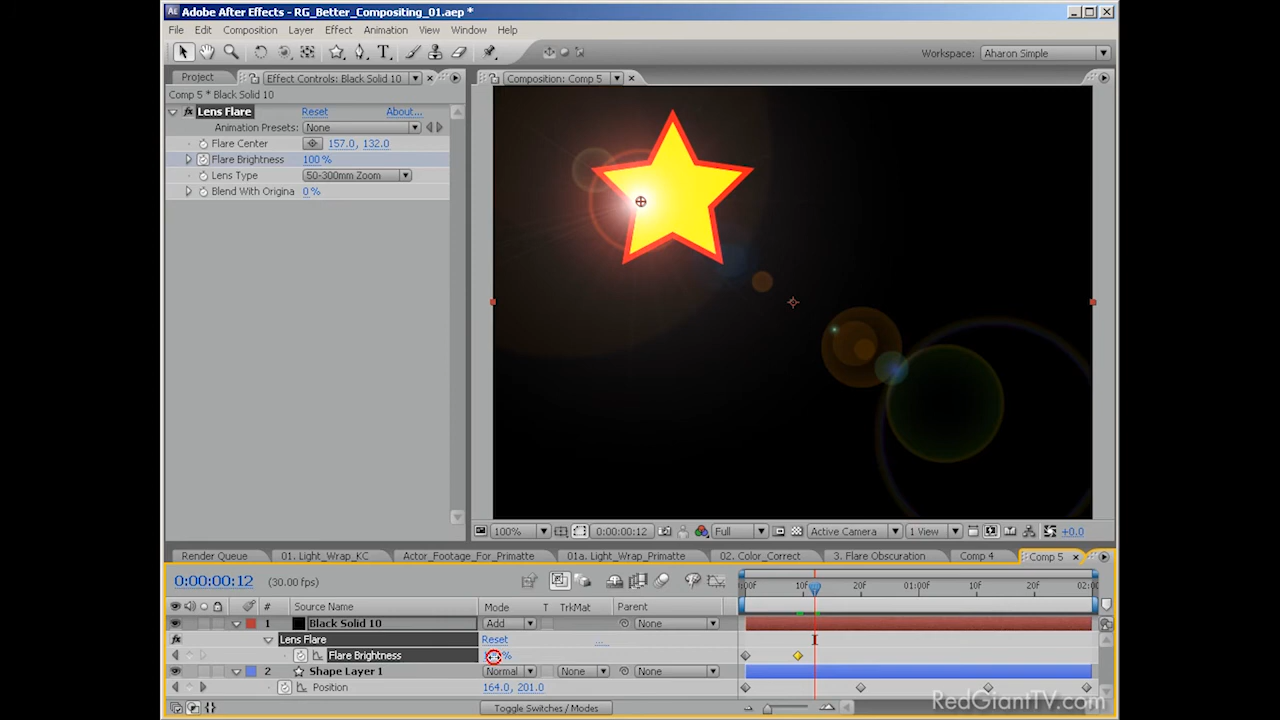 Adobe After Effects - RG_Better_Compositing_01.aep *
File Edit Composition Layer Effect Animation View Window Help
Workspace: Aharon Simple
Project Effect Controls: Black Solid 10
Composition: Comp 5
Comp 5 * Black Solid 10
Lens Flare Reset About...
Animation Presets: None
Flare Center 157.0, 132.0
Flare Brightness 100 %
Lens Type 50-300mm Zoom
Blend With Origina 0 %
100% 0:00:00:12 Full Active Camera 1 View +0.0
Render Queue 01. Light_Wrap_KC Actor_Footage_For_Primatte 01a. Light_Wrap_Primatte 02. Color_Correct 3. Flare Obscuration Comp 4 Comp 5
0:00:00:12 (30.00 fps)
:00f 10f 20f 01:00f 10f 20f 02:00
# Source Name Mode T TrkMat Parent
1 Black Solid 10 Add None
Lens Flare Reset ...
Flare Brightness %
2 Shape Layer 1 Normal None None
Position 164.0, 201.0
Toggle Switches / Modes
RedGiantTV.com